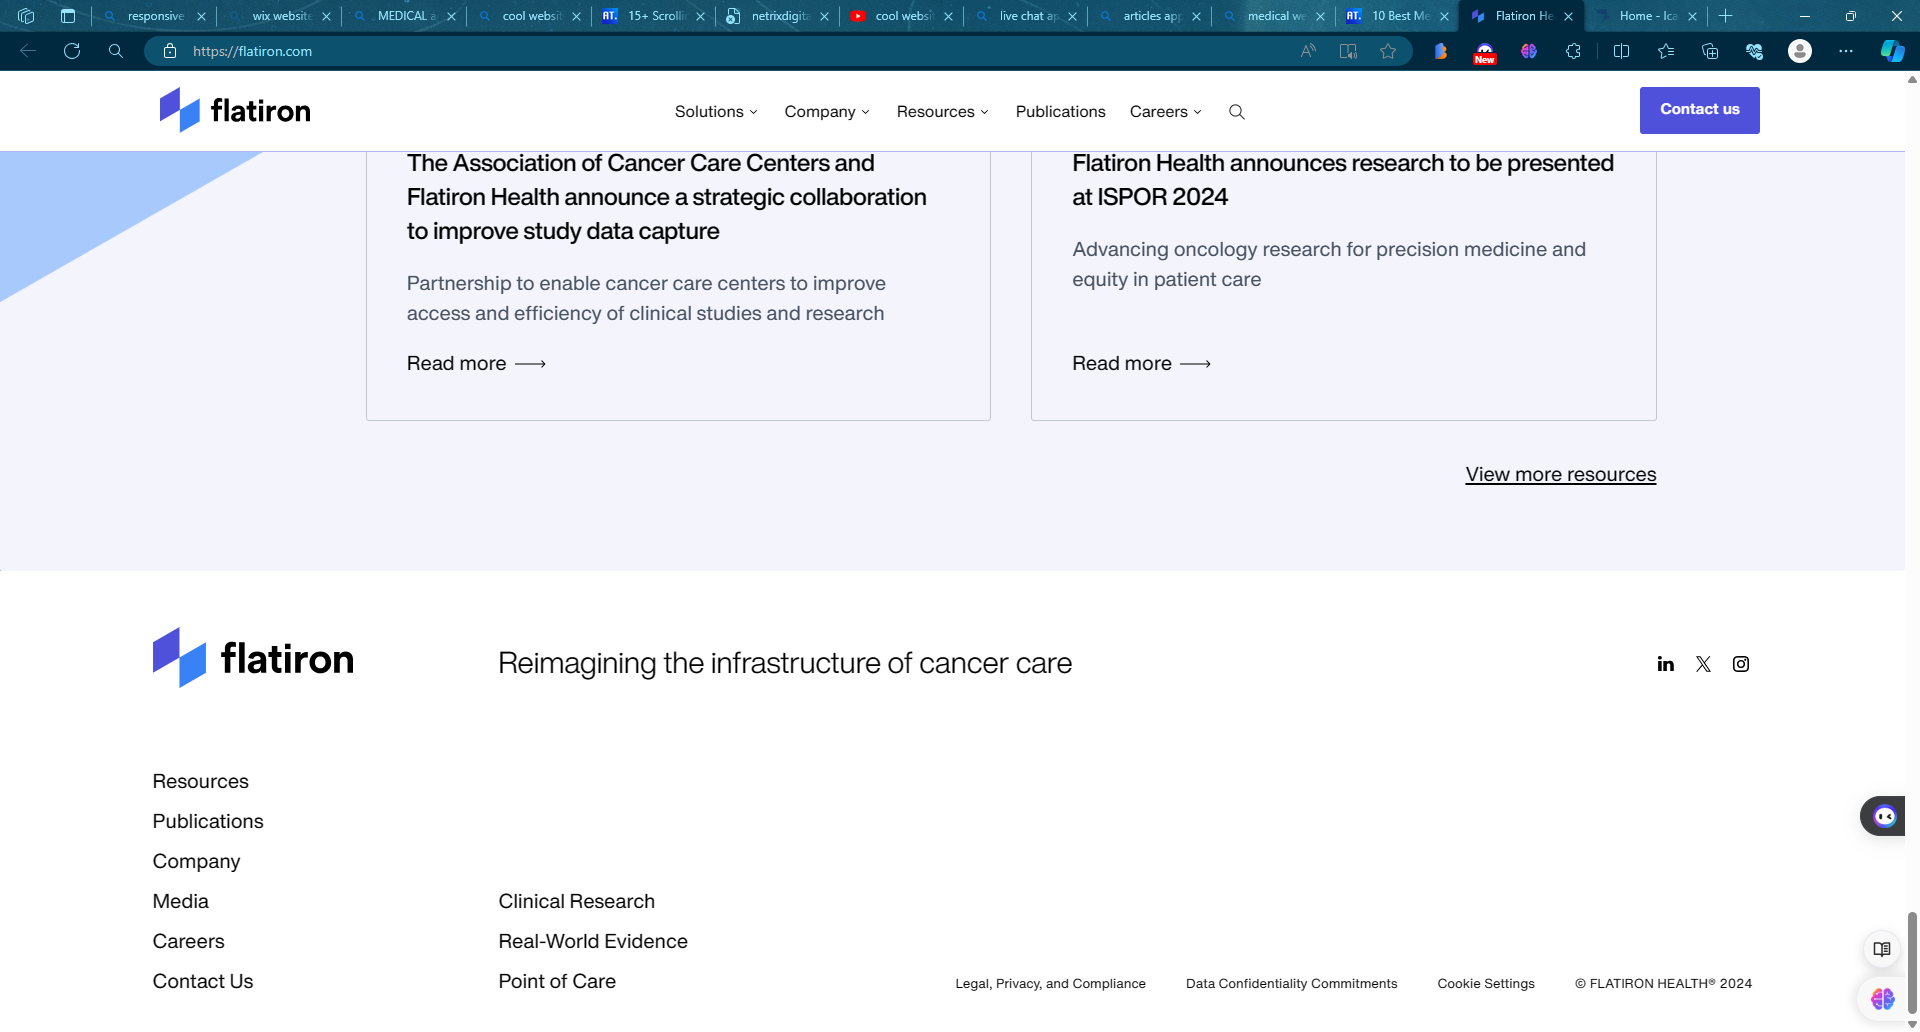 responsive
wix website
MEDICAL a
cool websit
AT. 15+ Scrolli
netrixdigita
cool websit
live chat ap
articles app
medical we
AT. 10 Best Me
Flatiron He
Home - Ica
https://flatiron.com
New
flatiron
Solutions
Company
Resources
Publications
Careers
Contact us
The Association of Cancer Care Centers and
Flatiron Health announce a strategic collaboration
to improve study data capture
Partnership to enable cancer care centers to improve
access and efficiency of clinical studies and research
Read more
Flatiron Health announces research to be presented
at ISPOR 2024
Advancing oncology research for precision medicine and
equity in patient care
Read more
View more resources
flatiron
Reimagining the infrastructure of cancer care
in
Resources
Publications
Company
Media
Careers
Contact Us
Clinical Research
Real-World Evidence
Point of Care
Legal, Privacy, and Compliance
Data Confidentiality Commitments
Cookie Settings
© FLATIRON HEALTH® 2024